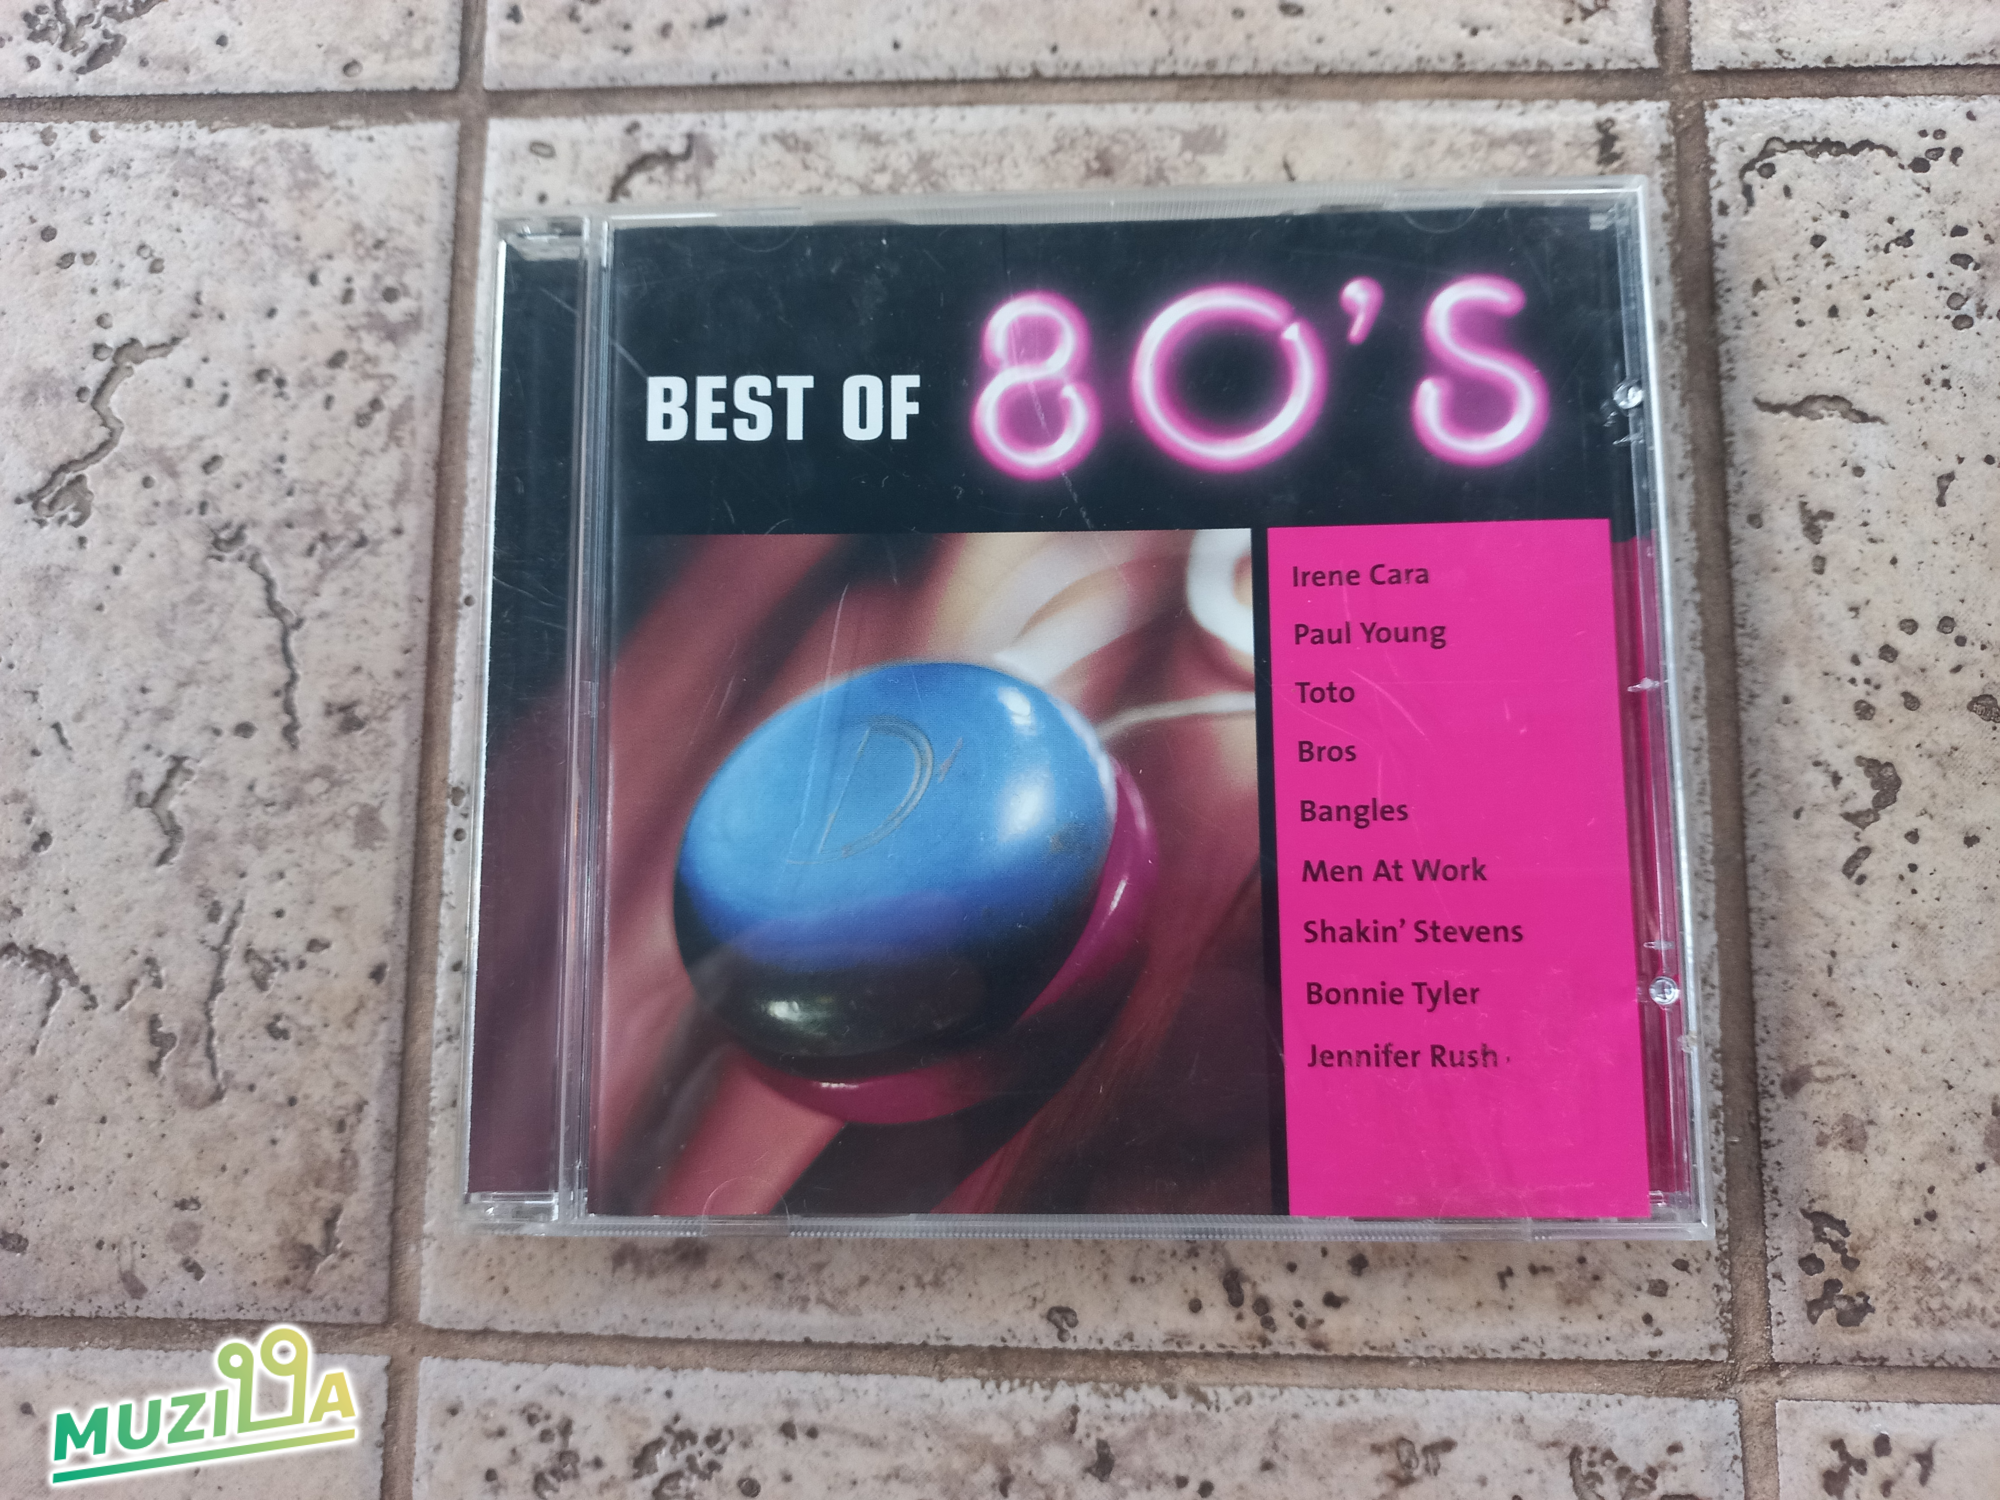 BEST OF 80'S
Irene Cara
Paul Young
Toto
Bros
Bangles
Men At Work
Shakin' Stevens
Bonnie Tyler
Jennifer Rush
D
MUZILLA